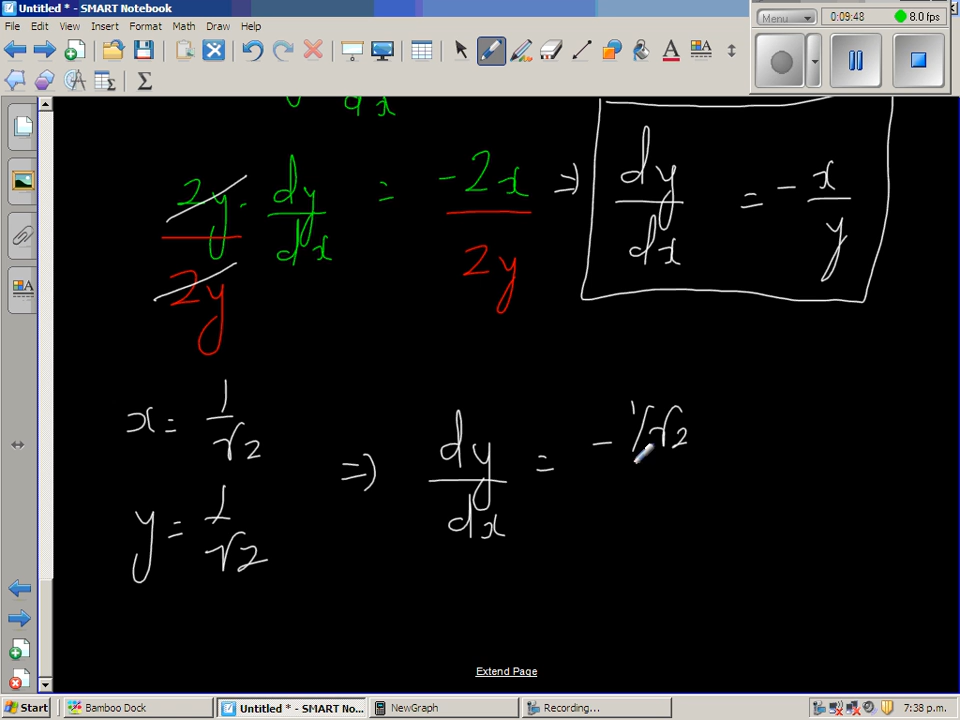 Untitled * - SMART Notebook
File Edit View Insert Format Math Draw Help
Menu 0:09:48 8.0 fps
dx
2y · dy/dx / 2y = -2x / 2y ⇒ dy/dx = - x/y
x = 1/√2
y = 1/√2 ⇒ dy/dx = - 1/√2
Extend Page
Start Bamboo Dock Untitled * - SMART No... NewGraph Recording... 7:38 p.m.